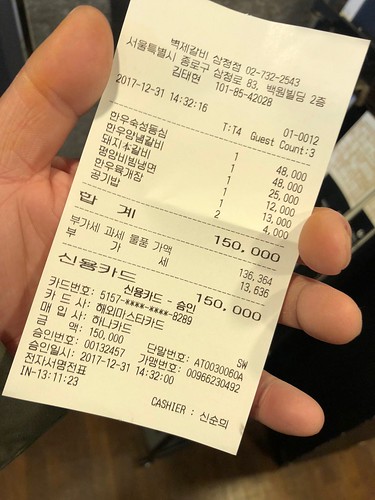 벽제갈비 삼청점 02-732-2543
서울특별시 종로구 삼청로 83, 백원빌딩 2층
김태현 101-85-42028
2017-12-31 14:32:16 01-0012
T:T4 Guest Count:3
한우숙성등심 1 48,000
한우양념갈비 1 48,000
돼지本갈비 1 25,000
명양비빔냉면 1 12,000
한우육개장 1 13,000
공기밥 2 4,000
합 계 150,000
부가세 과세 물품 가액 136,364
부 가 세 13,636
신용카드 150,000
신용카드 - 승인
카드번호: 5157-****-****-8289 SW
카 드 사: 해외마스타카드 단말번호: AT0030060A
매 입 사: 하나카드 가맹번호: 00966230492
금 액: 150,000
승인번호: 00132457
승인일시: 2017-12-31 14:32:00
전자서명전표
IN-13:11:23
CASHIER : 신순의